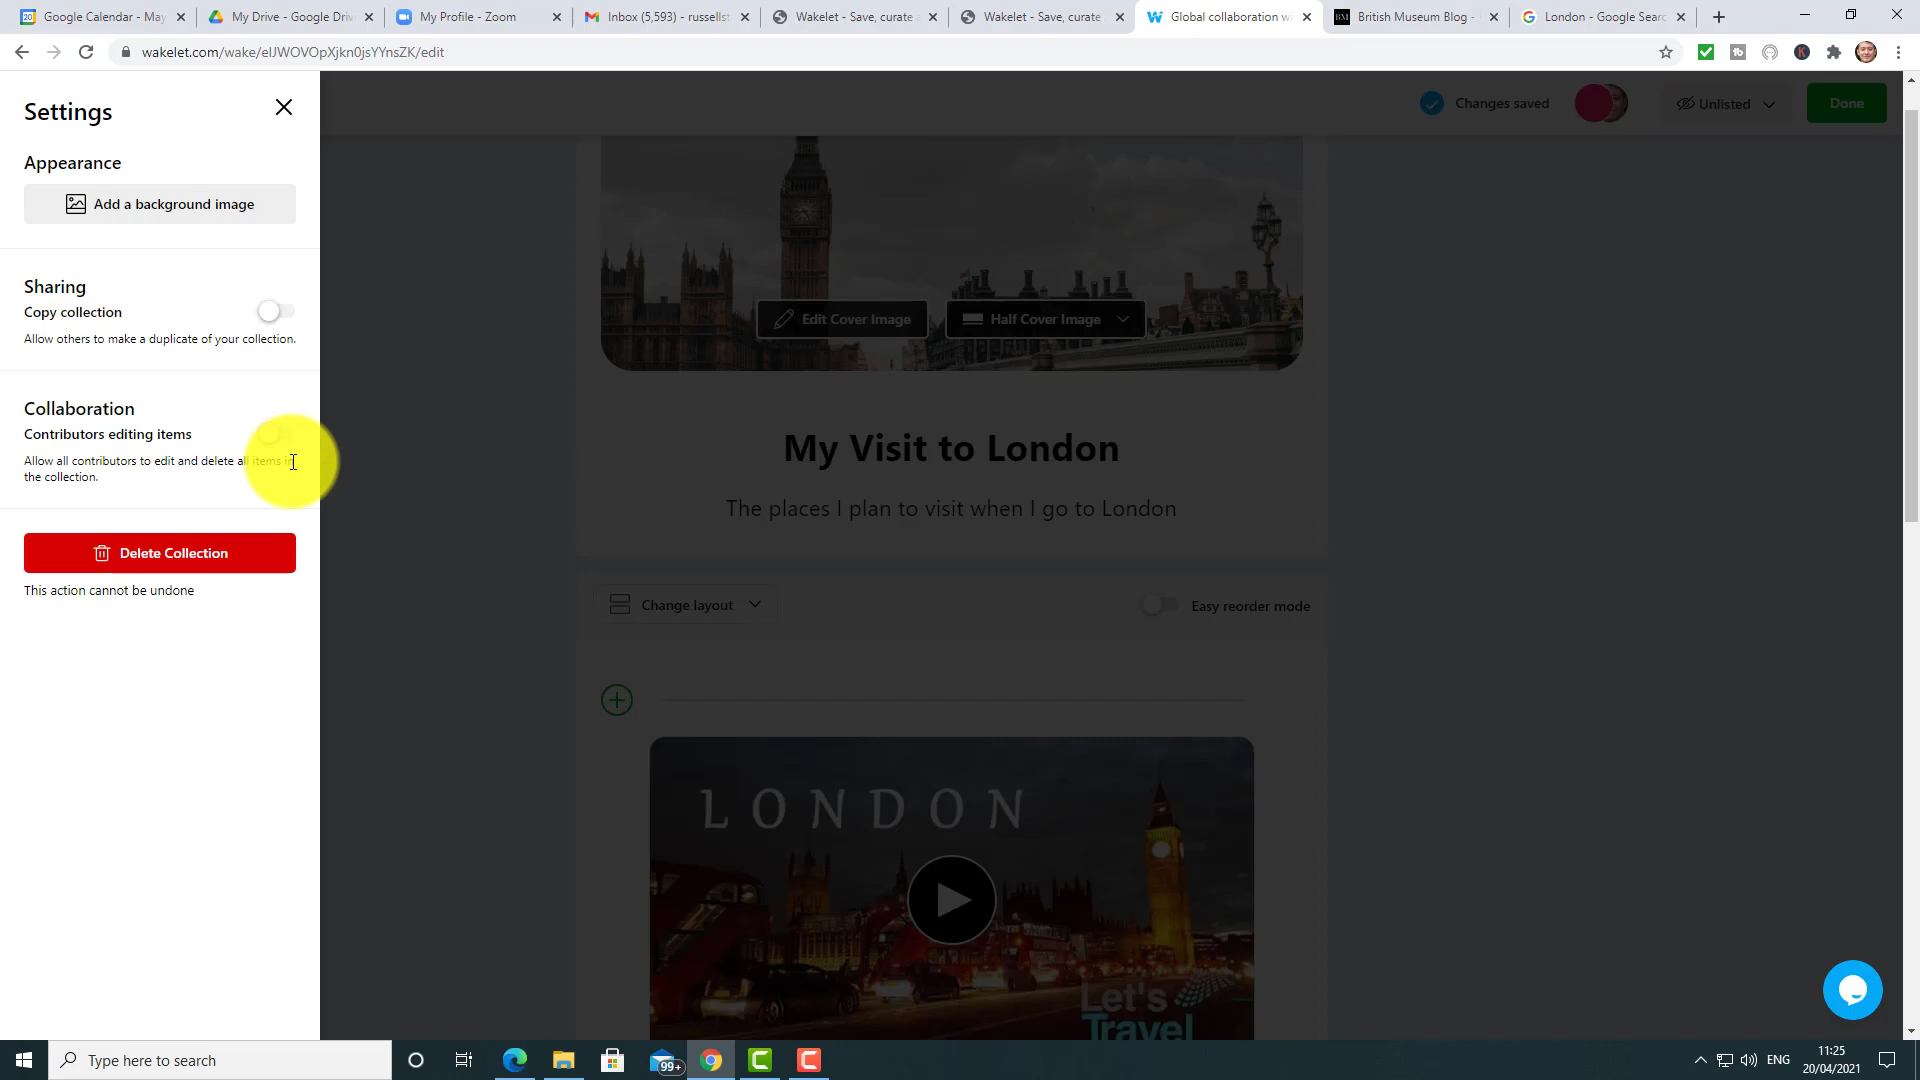 Google Calendar - May
My Drive - Google Driv
My Profile - Zoom
Inbox (5,593) - russellst
Wakelet - Save, curate a
Wakelet - Save, curate
Global collaboration wi
BM British Museum Blog -
London - Google Searc
wakelet.com/wake/eIJWOVOpXjkn0jsYYnsZK/edit
Settings
Changes saved
Unlisted
Done
Appearance
Add a background image
Sharing
Copy collection
Allow others to make a duplicate of your collection.
Edit Cover Image
Half Cover Image
Collaboration
Contributors editing items
Allow all contributors to edit and delete all items in
the collection.
My Visit to London
The places I plan to visit when I go to London
Delete Collection
This action cannot be undone
Change layout
Easy reorder mode
LONDON
Let's
Travel
Type here to search
99+
ENG
11:25
20/04/2021